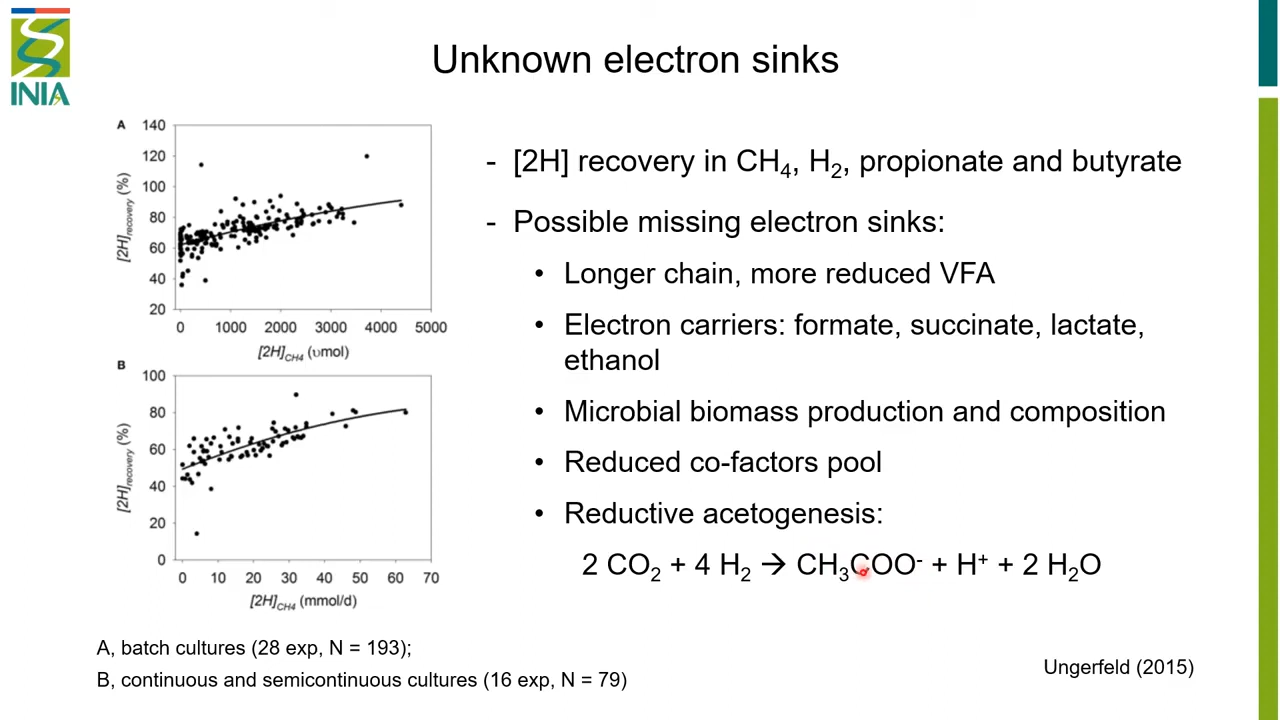 INIA
Unknown electron sinks
A
140
120
100
80
60
40
20
[2H]recovery (%)
0 1000 2000 3000 4000 5000
[2H]CH4 (υmol)
B
100
80
60
40
20
0
[2H]recovery (%)
0 10 20 30 40 50 60 70
[2H]CH4 (mmol/d)
A, batch cultures (28 exp, N = 193);
B, continuous and semicontinuous cultures (16 exp, N = 79)
- [2H] recovery in CH4, H2, propionate and butyrate
- Possible missing electron sinks:
• Longer chain, more reduced VFA
• Electron carriers: formate, succinate, lactate,
ethanol
• Microbial biomass production and composition
• Reduced co-factors pool
• Reductive acetogenesis:
2 CO2 + 4 H2 → CH3COO- + H+ + 2 H2O
Ungerfeld (2015)